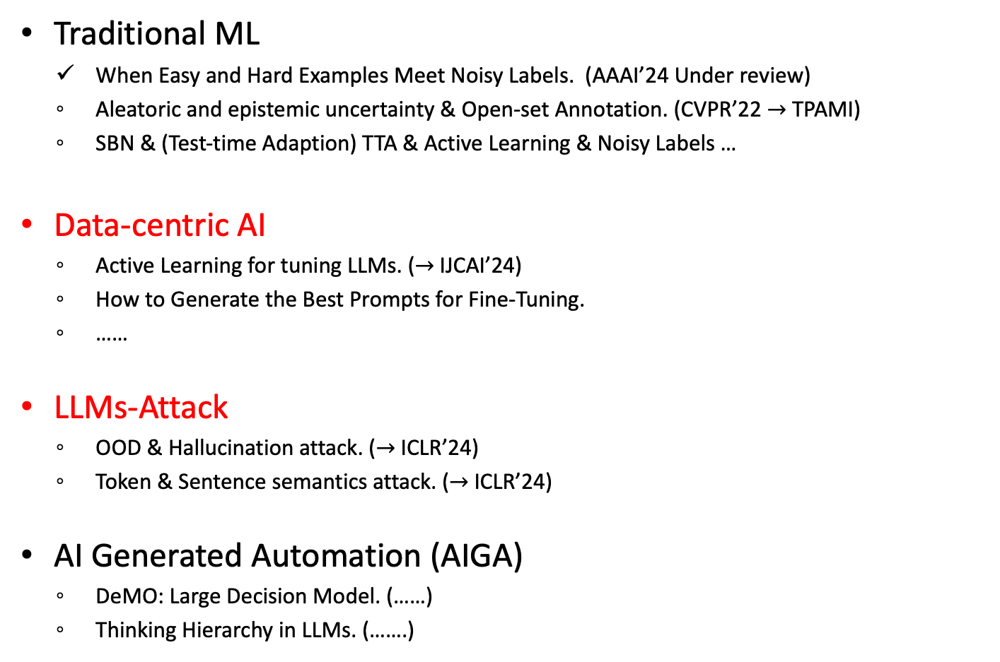 • Traditional ML
✓ When Easy and Hard Examples Meet Noisy Labels. (AAAI’24 Under review)
◦ Aleatoric and epistemic uncertainty & Open-set Annotation. (CVPR’22 → TPAMI)
◦ SBN & (Test-time Adaption) TTA & Active Learning & Noisy Labels …
• Data-centric AI
◦ Active Learning for tuning LLMs. (→ IJCAI’24)
◦ How to Generate the Best Prompts for Fine-Tuning.
◦ ……
• LLMs-Attack
◦ OOD & Hallucination attack. (→ ICLR’24)
◦ Token & Sentence semantics attack. (→ ICLR’24)
• AI Generated Automation (AIGA)
◦ DeMO: Large Decision Model. (……)
◦ Thinking Hierarchy in LLMs. (…….)